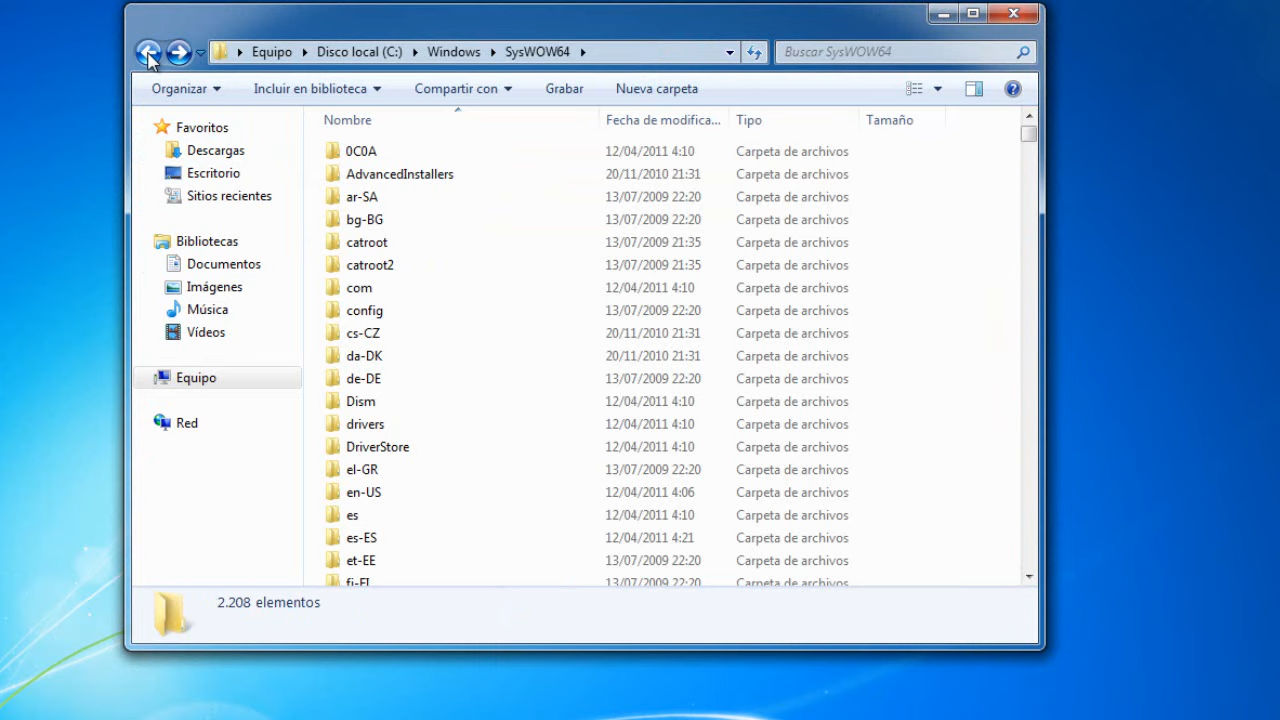 Equipo Disco local (C:) Windows SysWOW64 Buscar SysWOW64
Organizar Incluir en biblioteca Compartir con Grabar Nueva carpeta
Favoritos
Descargas
Escritorio
Sitios recientes
Bibliotecas
Documentos
Imágenes
Música
Vídeos
Equipo
Red
Nombre Fecha de modifica... Tipo Tamaño
0C0A 12/04/2011 4:10 Carpeta de archivos
AdvancedInstallers 20/11/2010 21:31 Carpeta de archivos
ar-SA 13/07/2009 22:20 Carpeta de archivos
bg-BG 13/07/2009 22:20 Carpeta de archivos
catroot 13/07/2009 21:35 Carpeta de archivos
catroot2 13/07/2009 21:35 Carpeta de archivos
com 12/04/2011 4:10 Carpeta de archivos
config 13/07/2009 22:20 Carpeta de archivos
cs-CZ 20/11/2010 21:31 Carpeta de archivos
da-DK 20/11/2010 21:31 Carpeta de archivos
de-DE 13/07/2009 22:20 Carpeta de archivos
Dism 12/04/2011 4:10 Carpeta de archivos
drivers 12/04/2011 4:10 Carpeta de archivos
DriverStore 12/04/2011 4:10 Carpeta de archivos
el-GR 13/07/2009 22:20 Carpeta de archivos
en-US 12/04/2011 4:06 Carpeta de archivos
es 12/04/2011 4:10 Carpeta de archivos
es-ES 12/04/2011 4:21 Carpeta de archivos
et-EE 13/07/2009 22:20 Carpeta de archivos
fi-FI 13/07/2009 22:20 Carpeta de archivos
2.208 elementos